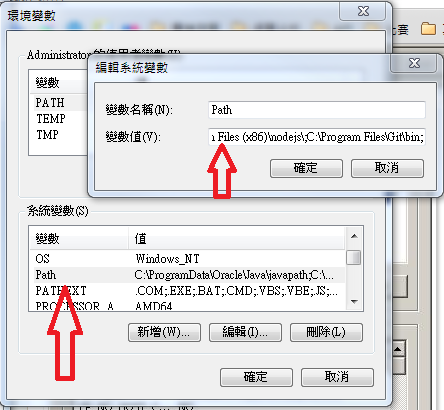 環境變數
Administrator 的使用者變數(U)
變數
PATH
TEMP
TMP
編輯系統變數
變數名稱(N):
Path
變數值(V):
Files (x86)\nodejs\;C:\Program Files\Git\bin;
確定
取消
系統變數(S)
變數
值
OS
Windows_NT
Path
C:\ProgramData\Oracle\Java\javapath;C:\...
PATHEXT
.COM;.EXE;.BAT;.CMD;.VBS;.VBE;.JS;...
PROCESSOR_A
AMD64
新增(W)...
編輯(I)...
刪除(L)
確定
取消